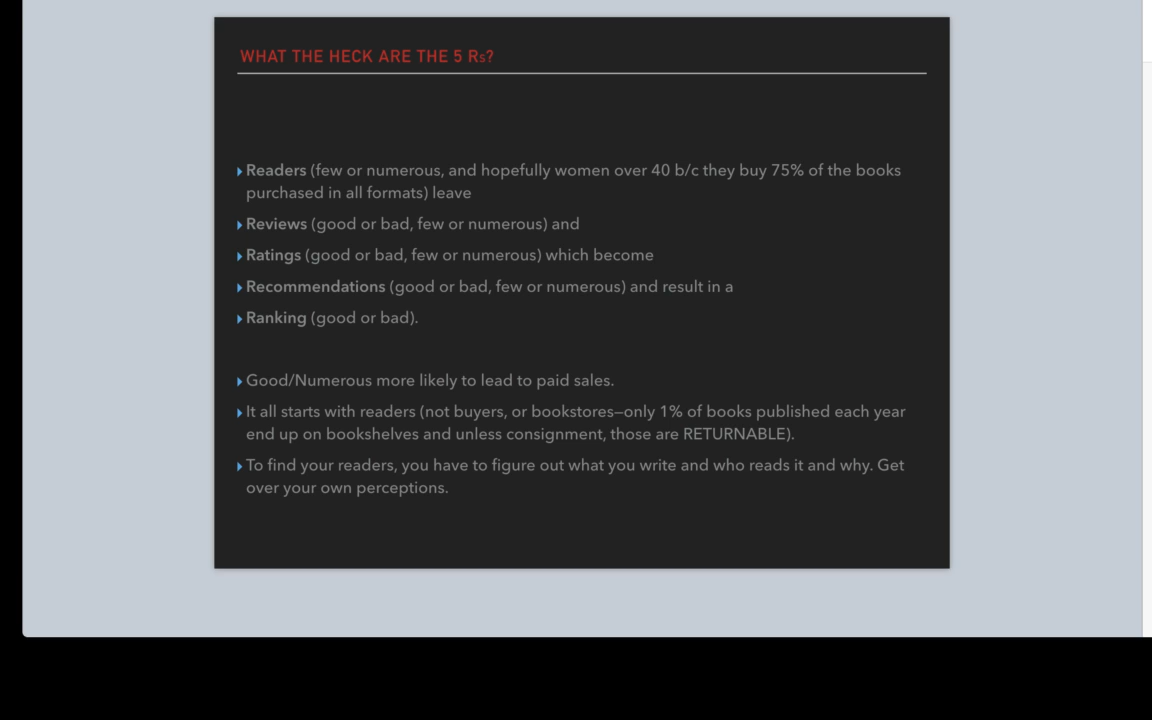 WHAT THE HECK ARE THE 5 Rs?
Readers (few or numerous, and hopefully women over 40 b/c they buy 75% of the books
purchased in all formats) leave
Reviews (good or bad, few or numerous) and
Ratings (good or bad, few or numerous) which become
Recommendations (good or bad, few or numerous) and result in a
Ranking (good or bad).
Good/Numerous more likely to lead to paid sales.
It all starts with readers (not buyers, or bookstores—only 1% of books published each year
end up on bookshelves and unless consignment, those are RETURNABLE).
To find your readers, you have to figure out what you write and who reads it and why. Get
over your own perceptions.